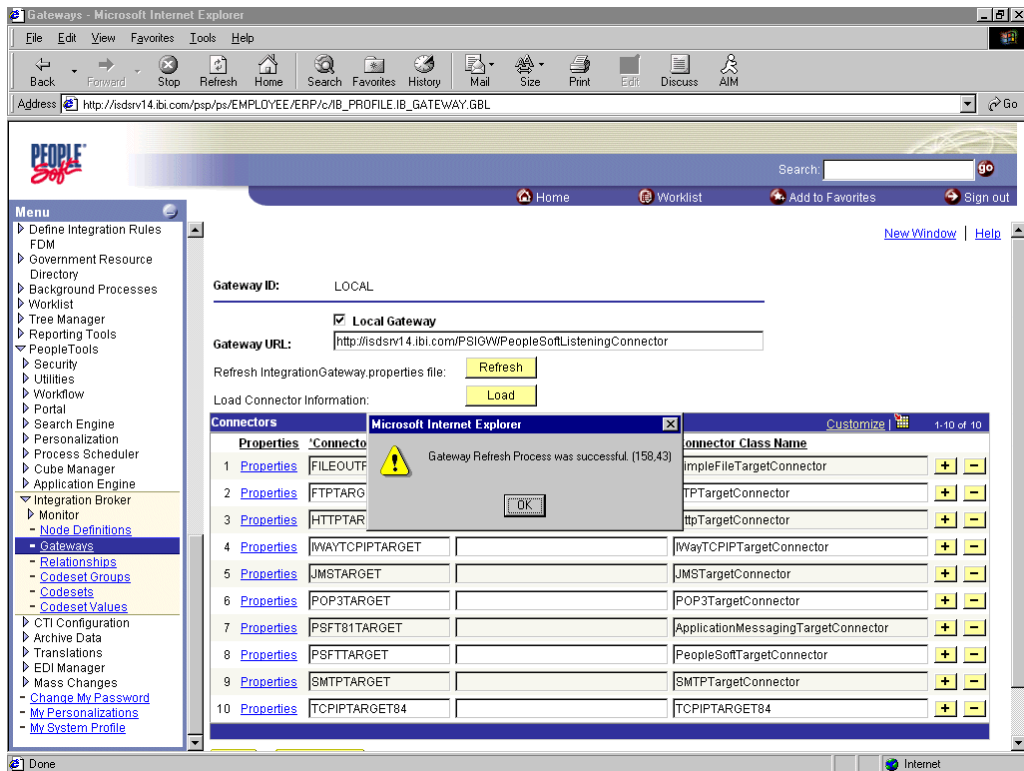 Gateways - Microsoft Internet Explorer
File Edit View Favorites Tools Help
Back Forward Stop Refresh Home Search Favorites History Mail Size Print Edit Discuss AIM
Address http://isdsrv14.ibi.com/psp/ps/EMPLOYEE/ERP/c/IB_PROFILE.IB_GATEWAY.GBL Go
PEOPLE
Soft
Search: go
Home Worklist Add to Favorites Sign out
Menu
Define Integration Rules
FDM
Government Resource
Directory
Background Processes
Worklist
Tree Manager
Reporting Tools
PeopleTools
Security
Utilities
Workflow
Portal
Search Engine
Personalization
Process Scheduler
Cube Manager
Application Engine
Integration Broker
Monitor
Node Definitions
Gateways
Relationships
Codeset Groups
Codesets
Codeset Values
CTI Configuration
Archive Data
Translations
EDI Manager
Mass Changes
Change My Password
My Personalizations
My System Profile
New Window | Help
Gateway ID: LOCAL
Local Gateway
Gateway URL: http://isdsrv14.ibi.com/PSIGW/PeopleSoftListeningConnector
Refresh IntegrationGateway.properties file: Refresh
Load Connector Information: Load
Connectors Customize | 1-10 of 10
Properties *Connecto onnector Class Name
1 Properties FILEOUTP impleFileTargetConnector
2 Properties FTPTARG TPTargetConnector
3 Properties HTTPTAR ttpTargetConnector
4 Properties IWAYTCPIPTARGET IWayTCPIPTargetConnector
5 Properties JMSTARGET JMSTargetConnector
6 Properties POP3TARGET POP3TargetConnector
7 Properties PSFT81TARGET ApplicationMessagingTargetConnector
8 Properties PSFTTARGET PeopleSoftTargetConnector
9 Properties SMTPTARGET SMTPTargetConnector
10 Properties TCPIPTARGET84 TCPIPTARGET84
Microsoft Internet Explorer
Gateway Refresh Process was successful. (158,43)
OK
Done Internet